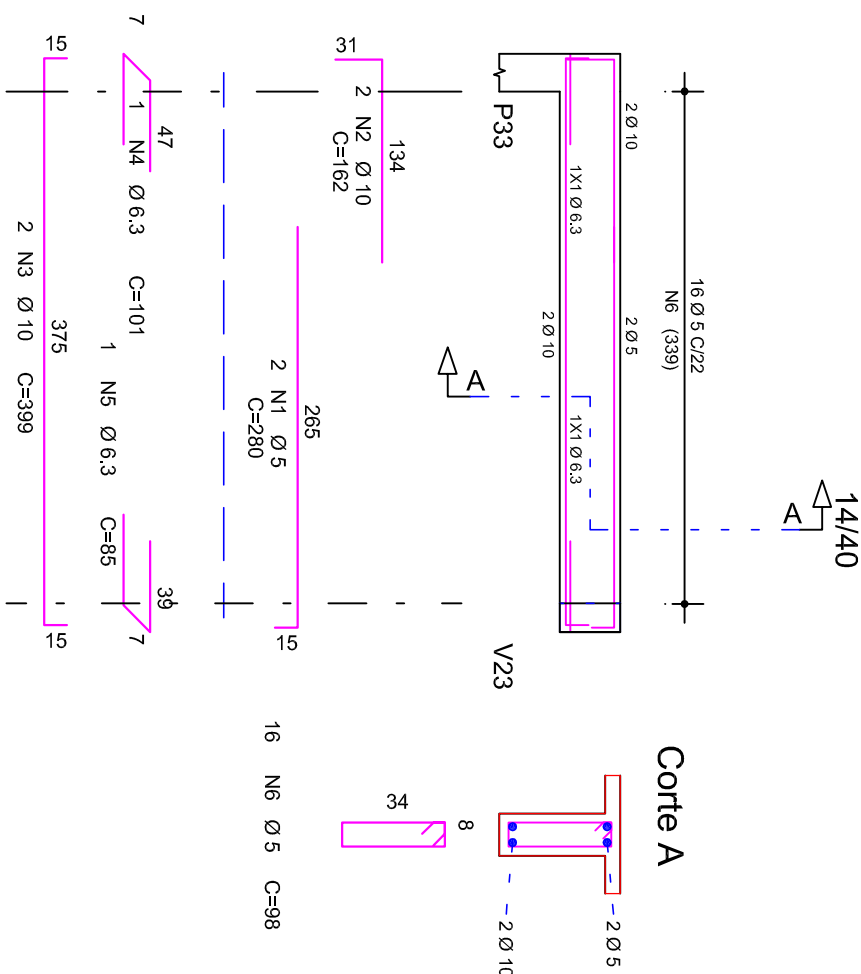 14/40
A
16 Ø 5 C/22
N6 (339)
2 Ø 10
2 Ø 5
1X1 Ø 6.3
1X1 Ø 6.3
2 Ø 10
P33
A
V23
31
134
2 N2 Ø 10
C=162
265
2 N1 Ø 5
C=280
15
7
47
1 N4 Ø 6.3 C=101
39
1 N5 Ø 6.3 C=85
7
15
375
15
2 N3 Ø 10 C=399
Corte A
2 Ø 5
2 Ø 10
8
34
16 N6 Ø 5 C=98